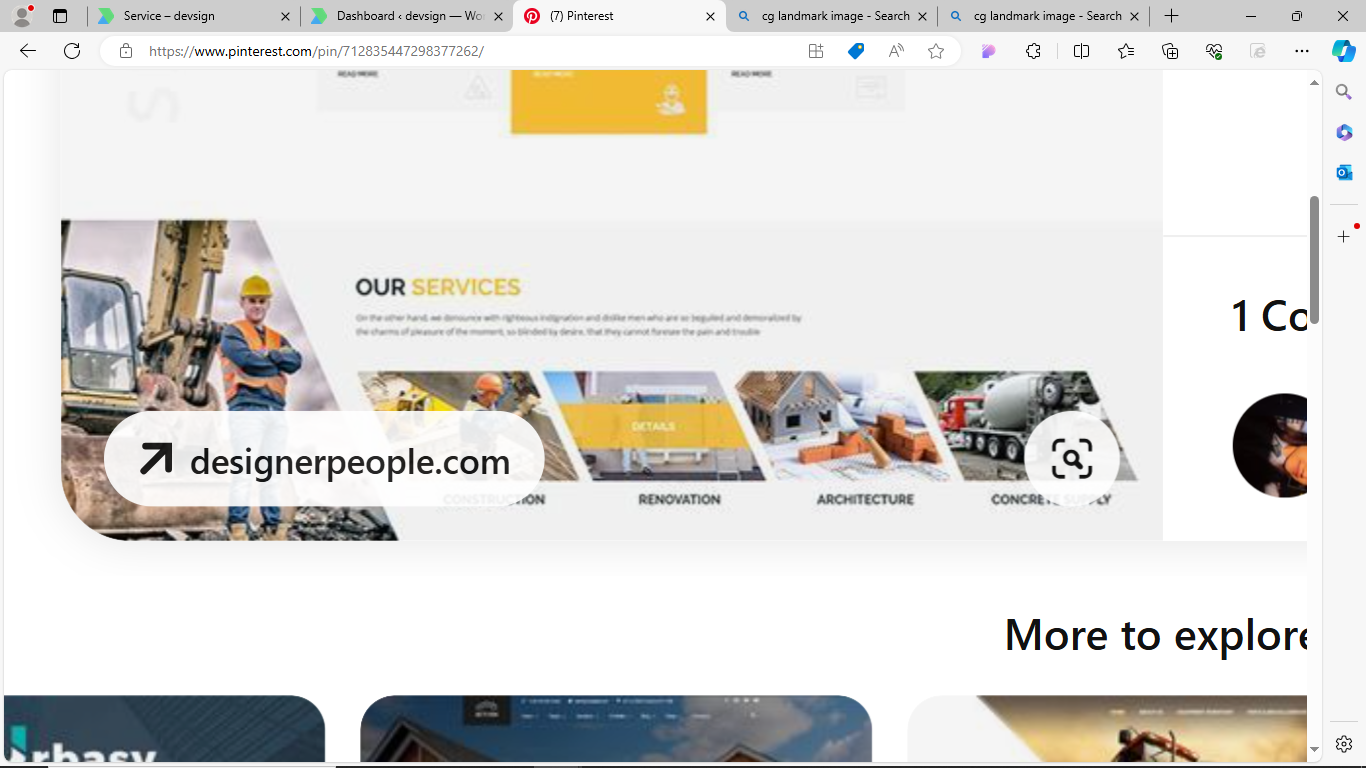 Service – devsign
Dashboard ‹ devsign — Wo
(7) Pinterest
cg landmark image - Search
cg landmark image - Search
https://www.pinterest.com/pin/712835447298377262/
READ MORE
READ MORE
READ MORE
S
OUR SERVICES
On the other hand, we denounce with righteous indignation and dislike men who are so beguiled and demoralized by
the charms of pleasure of the moment, so blinded by desire, that they cannot foresee the pain and trouble
1 Co
DETAILS
designerpeople.com
CONSTRUCTION
RENOVATION
ARCHITECTURE
CONCRETE SUPPLY
More to explore
rbasy